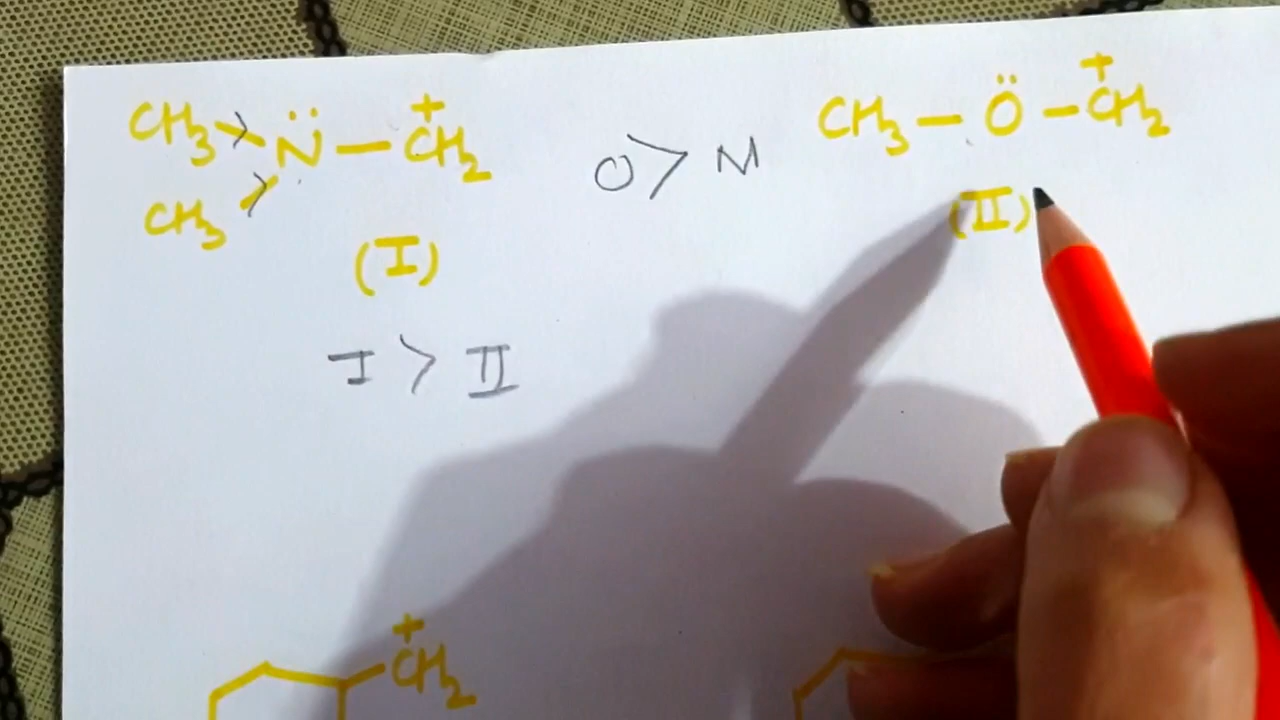 CH₃ > N̈ — C⁺H₂
CH₃ >
(I)
O > N
CH₃ — Ö — C⁺H₂
(II)
I > II
C⁺H₂